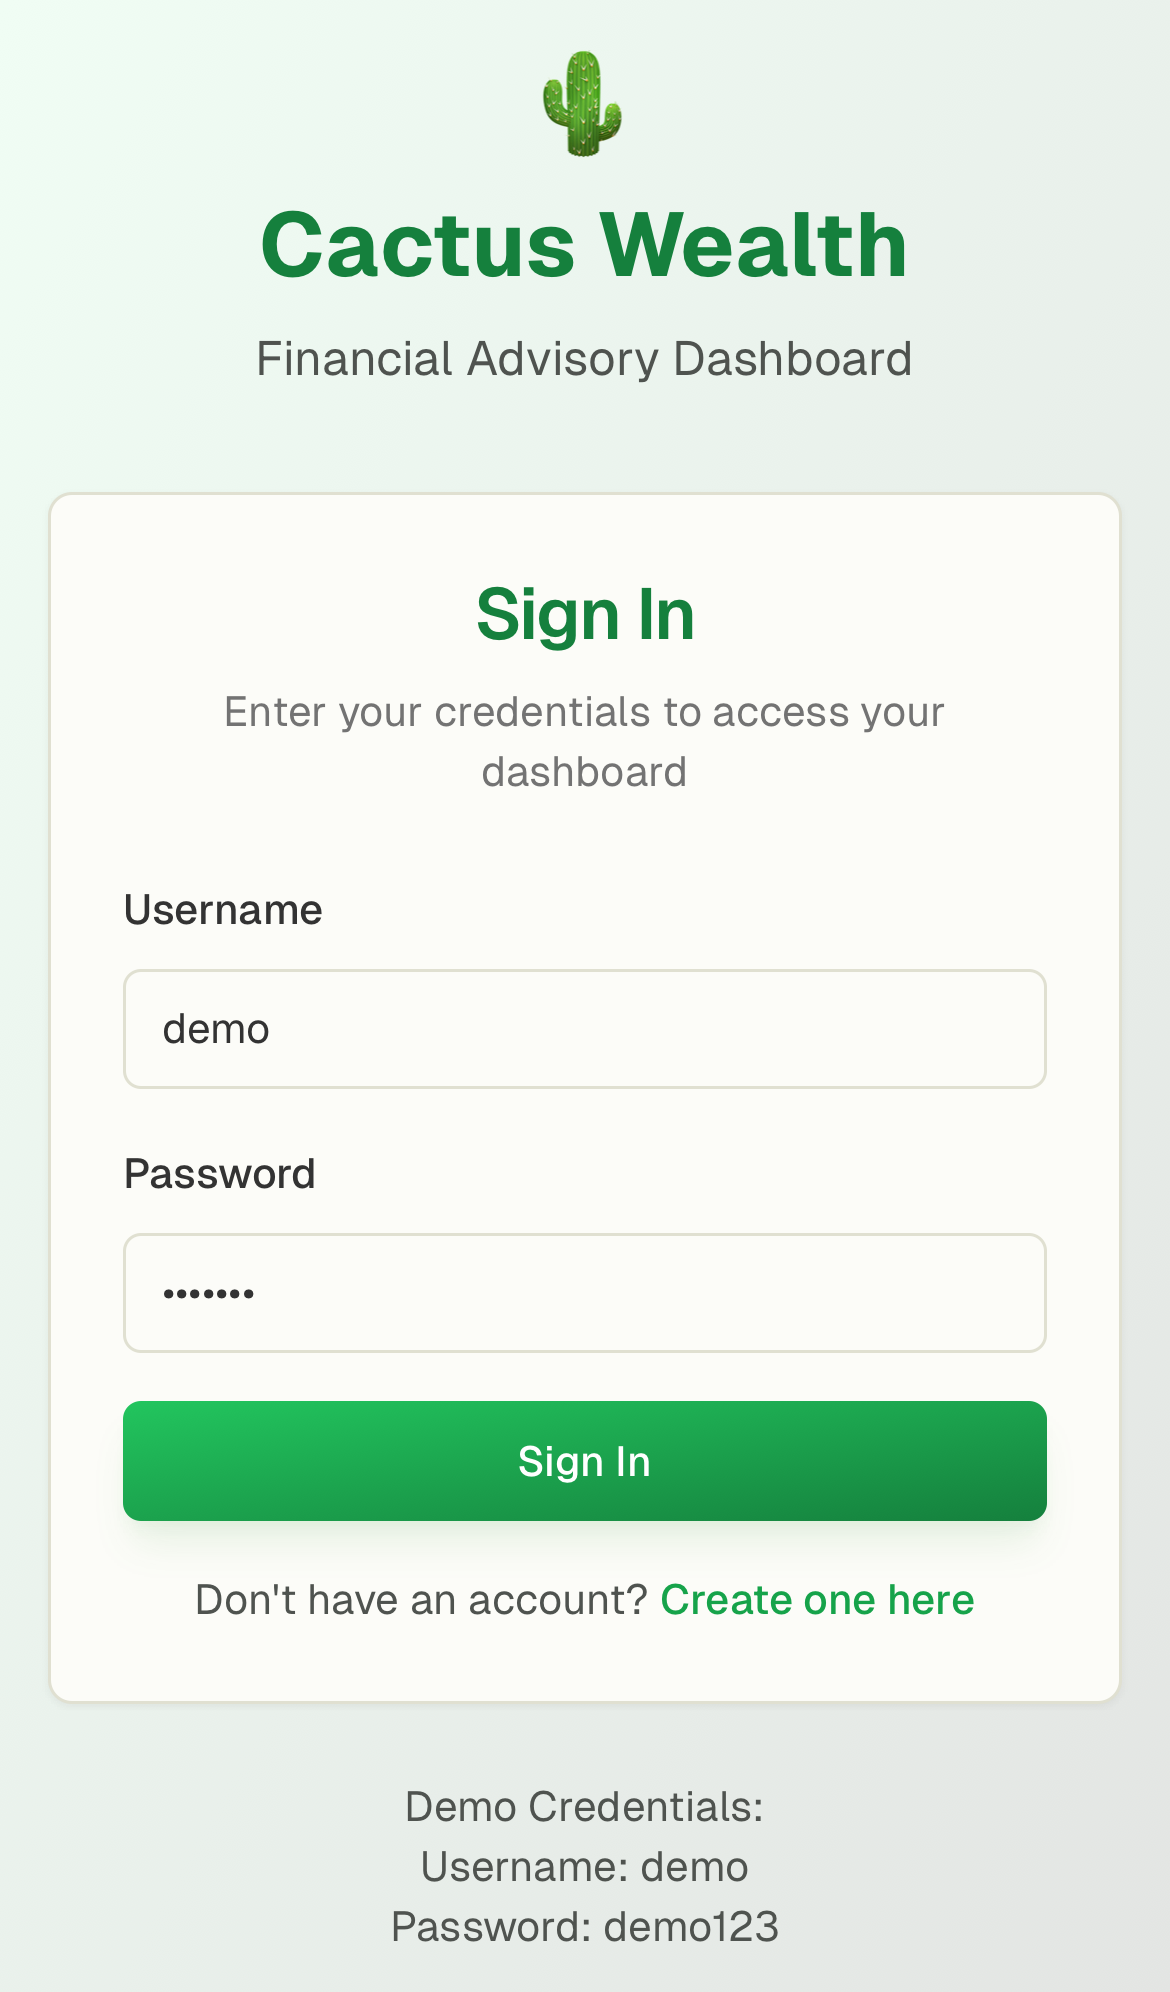 Cactus Wealth
Financial Advisory Dashboard
Sign In
Enter your credentials to access your
dashboard
Username
demo
Password
•••••••
Sign In
Don't have an account? Create one here
Demo Credentials:
Username: demo
Password: demo123